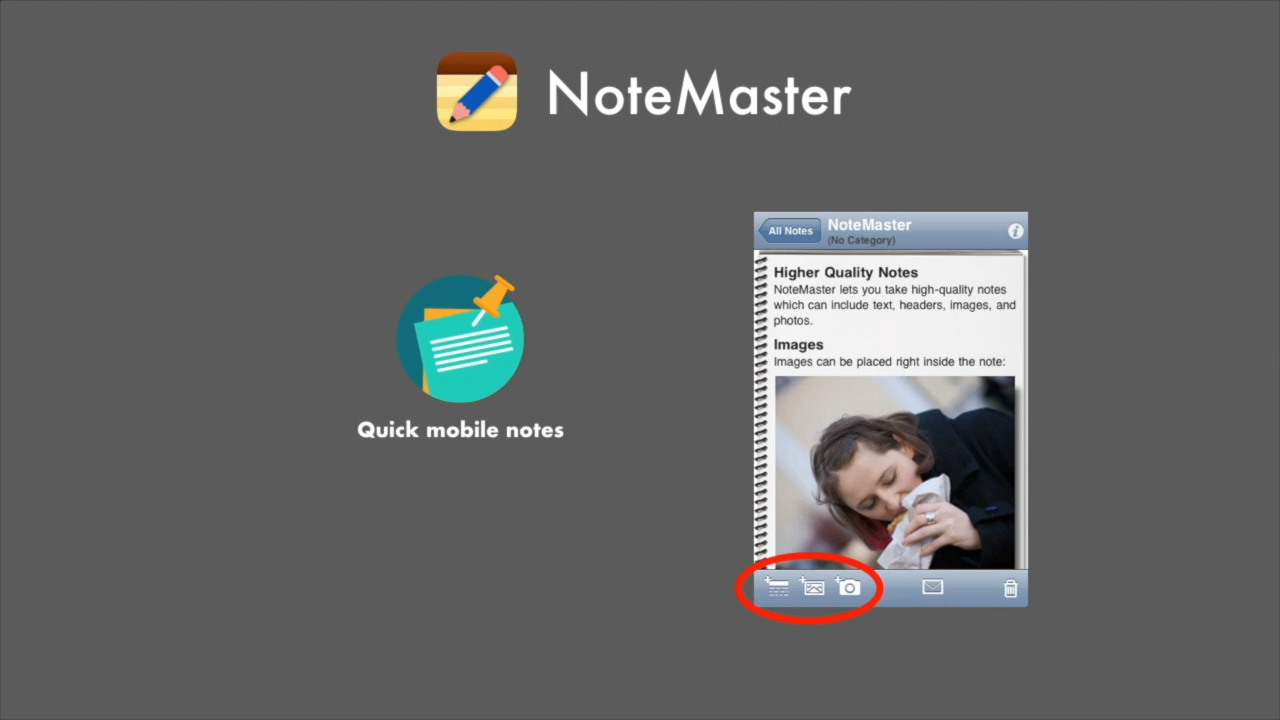 NoteMaster
All Notes
NoteMaster
(No Category)
Higher Quality Notes
NoteMaster lets you take high-quality notes
which can include text, headers, images, and
photos.
Images
Images can be placed right inside the note:
Quick mobile notes